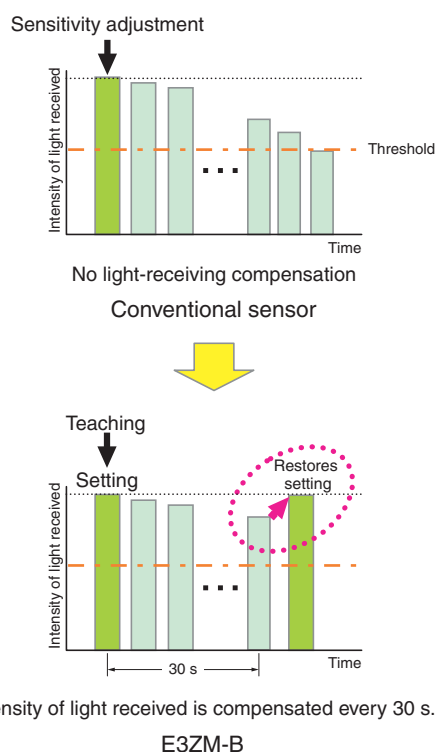 Sensitivity adjustment
Intensity of light received
Threshold
Time
No light-receiving compensation
Conventional sensor
Teaching
Setting
Restores
setting
Intensity of light received
30 s
Time
nsity of light received is compensated every 30 s.
E3ZM-B